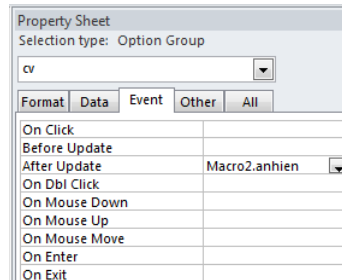 Property Sheet
Selection type: Option Group
cv
Format Data Event Other All
On Click
Before Update
After Update Macro2.anhien
On Dbl Click
On Mouse Down
On Mouse Up
On Mouse Move
On Enter
On Exit